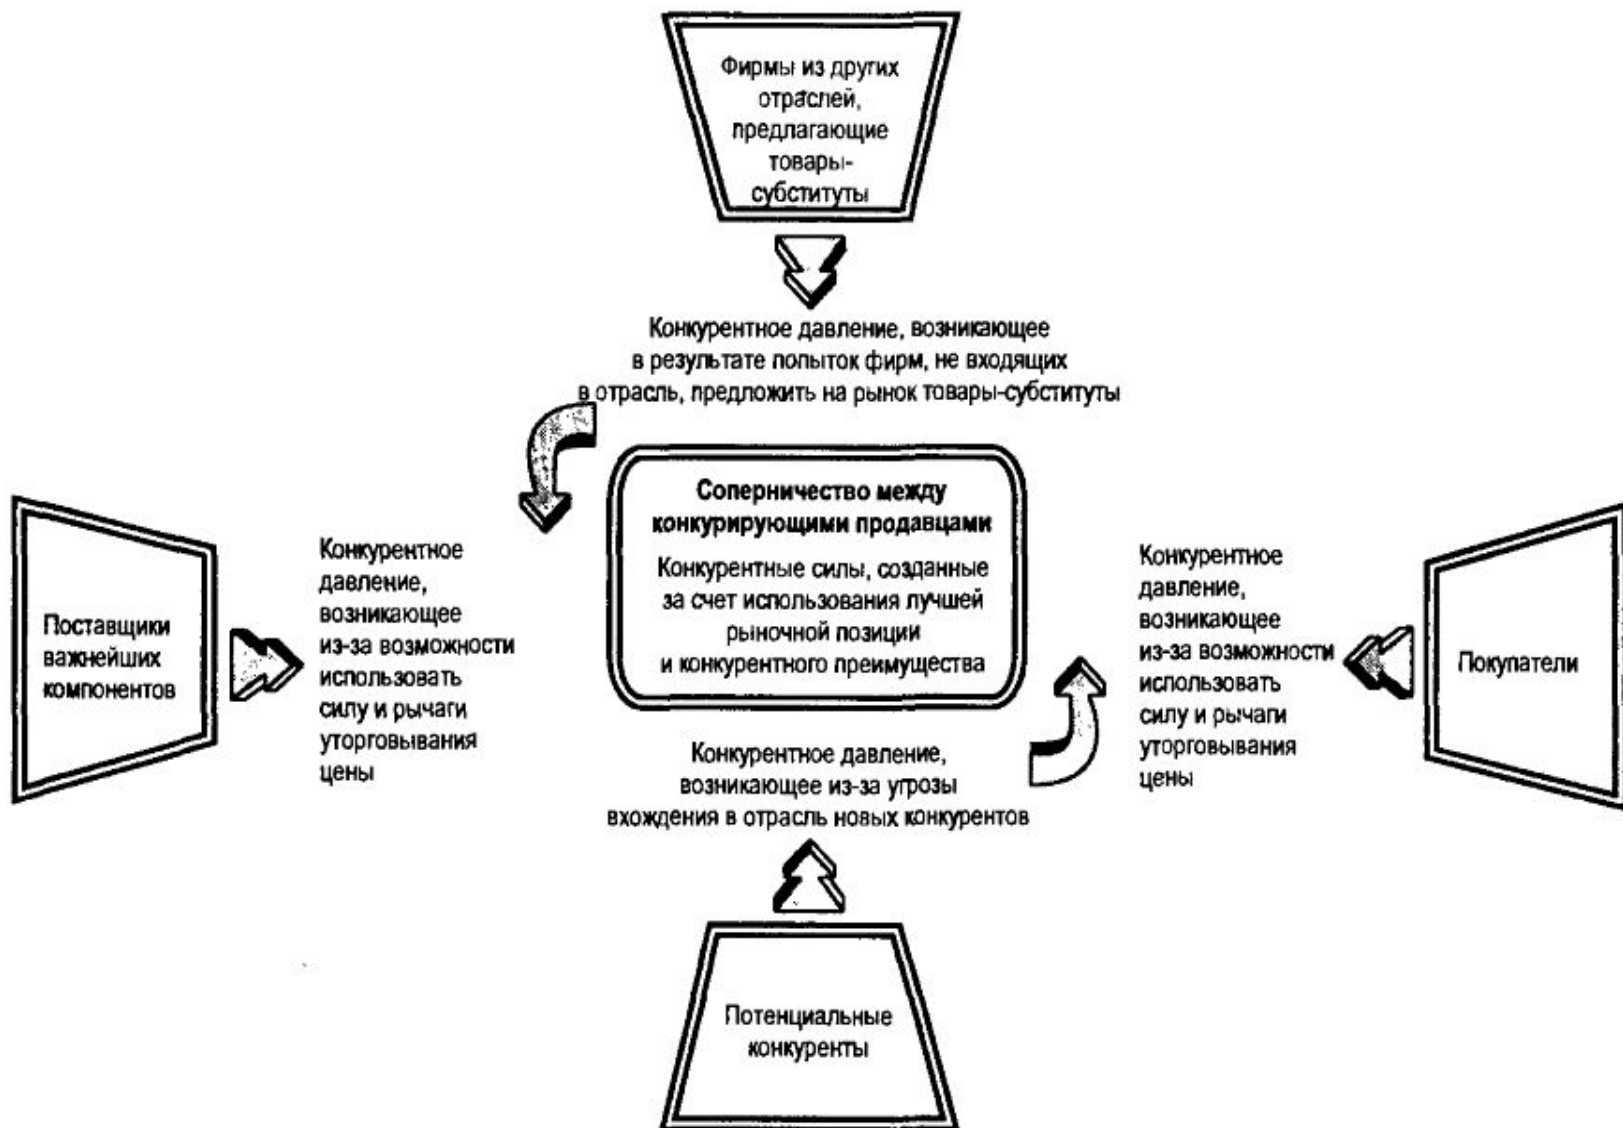 Фирмы из других
отраслей,
предлагающие
товары-
субституты
Конкурентное давление, возникающее
в результате попыток фирм, не входящих
в отрасль, предложить на рынок товары-субституты
Поставщики
важнейших
компонентов
Конкурентное
давление,
возникающее
из-за возможности
использовать
силу и рычаги
уторговывания
цены
Соперничество между
конкурирующими продавцами
Конкурентные силы, созданные
за счет использования лучшей
рыночной позиции
и конкурентного преимущества
Конкурентное
давление,
возникающее
из-за возможности
использовать
силу и рычаги
уторговывания
цены
Покупатели
Конкурентное давление,
возникающее из-за угрозы
вхождения в отрасль новых конкурентов
Потенциальные
конкуренты